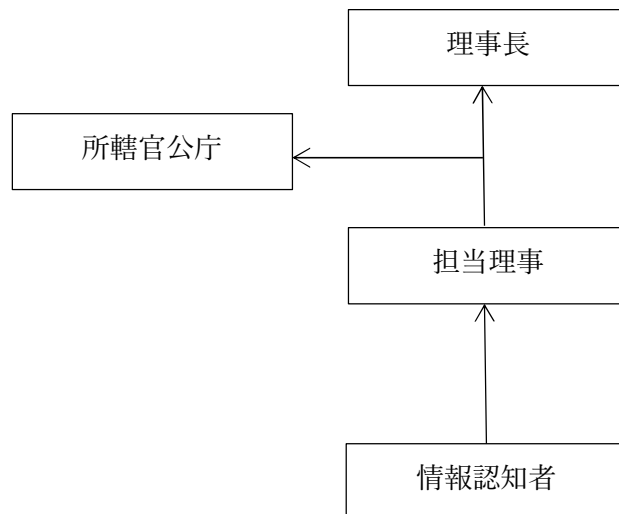 理事長
所轄官公庁
担当理事
情報認知者